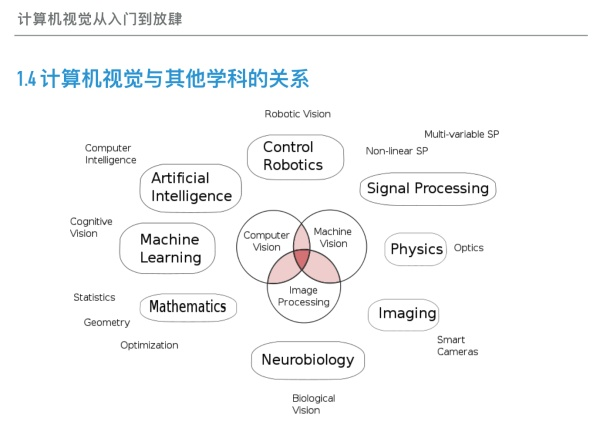 计算机视觉从入门到放肆
1.4 计算机视觉与其他学科的关系
Robotic Vision
Multi-variable SP
Computer
Intelligence
Control
Robotics
Non-linear SP
Artificial
Intelligence
Signal Processing
Cognitive
Vision
Machine
Learning
Computer
Vision
Machine
Vision
Physics
Optics
Image
Processing
Statistics
Mathematics
Geometry
Imaging
Optimization
Smart
Cameras
Neurobiology
Biological
Vision